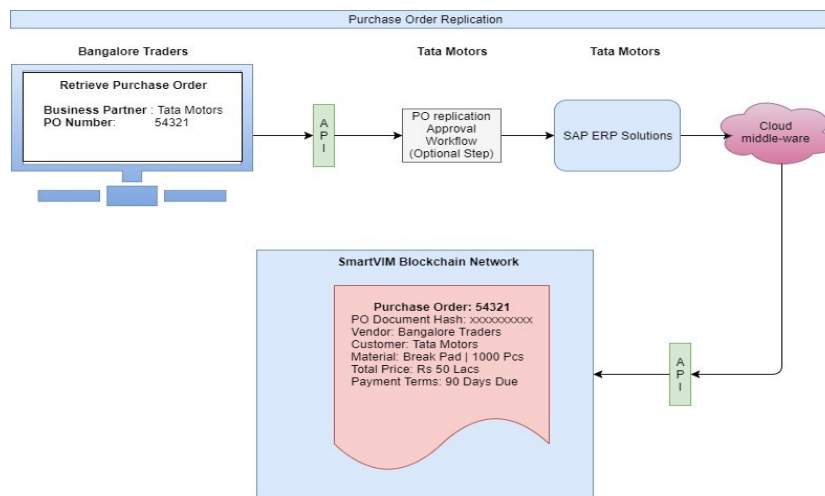 Purchase Order Replication
Bangalore Traders
Tata Motors
Tata Motors
Retrieve Purchase Order
Business Partner : Tata Motors
PO Number: 54321
A
P
I
PO replication
Approval
Workflow
(Optional Step)
SAP ERP Solutions
Cloud
middle-ware
SmartVIM Blockchain Network
Purchase Order: 54321
PO Document Hash: xxxxxxxxxx
Vendor: Bangalore Traders
Customer: Tata Motors
Material: Break Pad | 1000 Pcs
Total Price: Rs 50 Lacs
Payment Terms: 90 Days Due
A
P
I